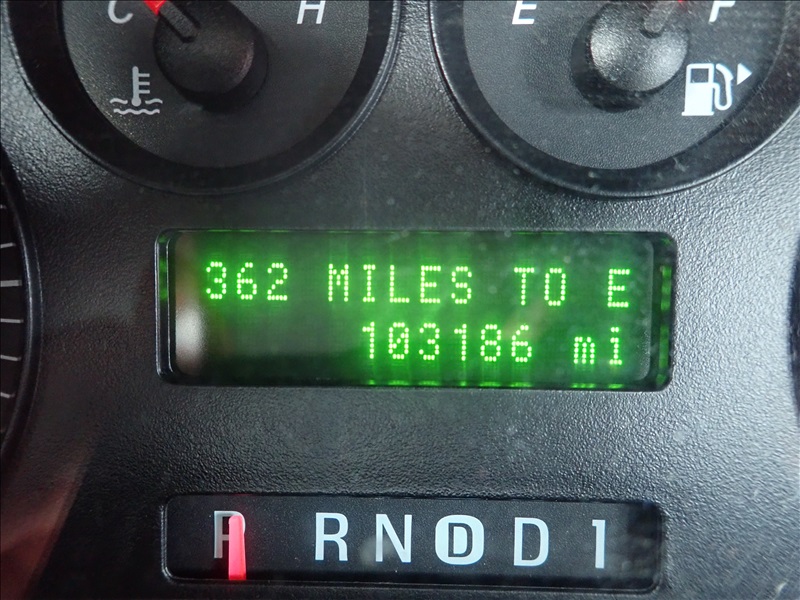 C H E F
362 MILES TO E
103186 mi
P R N D D 1